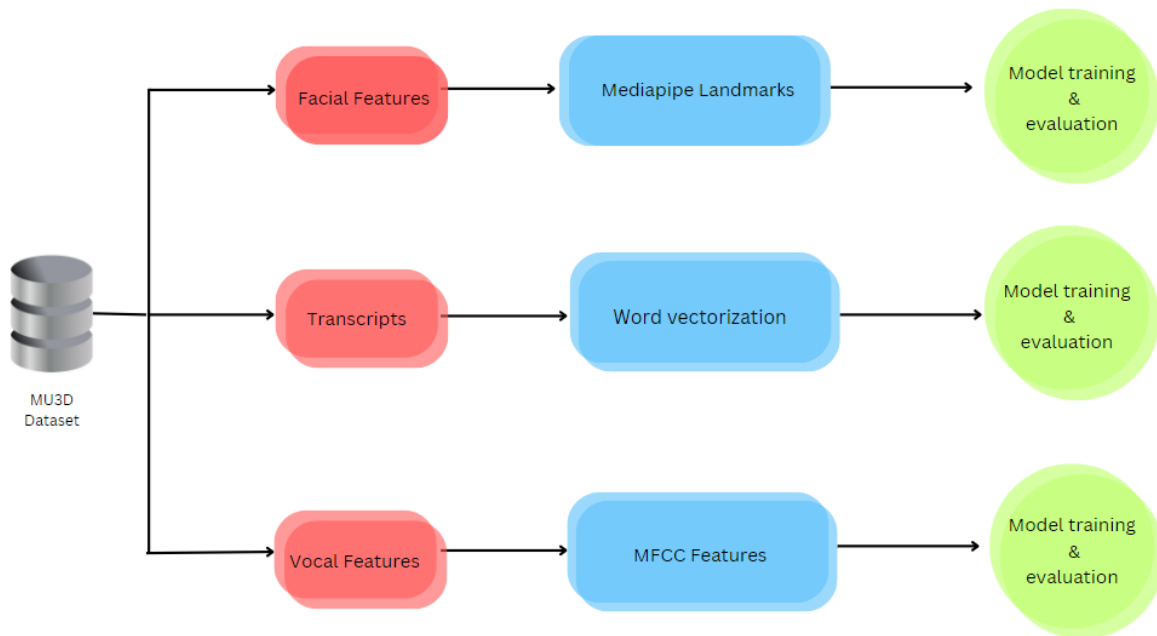 Facial Features
Mediapipe Landmarks
Model training
&
evaluation
MU3D
Dataset
Transcripts
Word vectorization
Model training
&
evaluation
Vocal Features
MFCC Features
Model training
&
evaluation